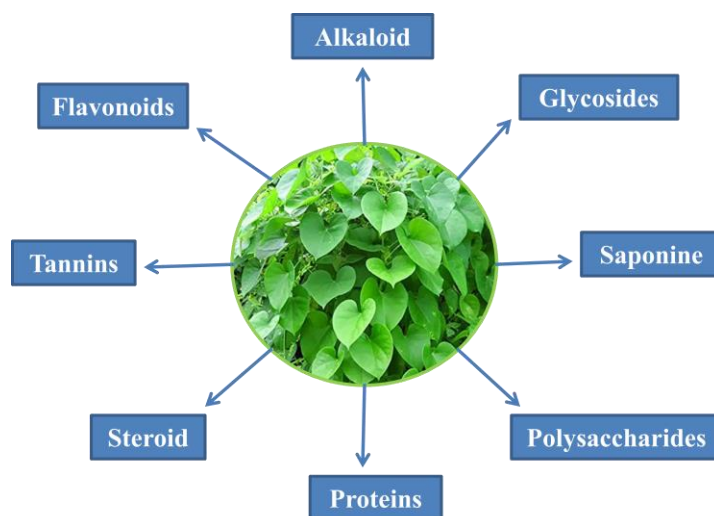 Alkaloid
Flavonoids
Glycosides
Tannins
Saponine
Steroid
Polysaccharides
Proteins